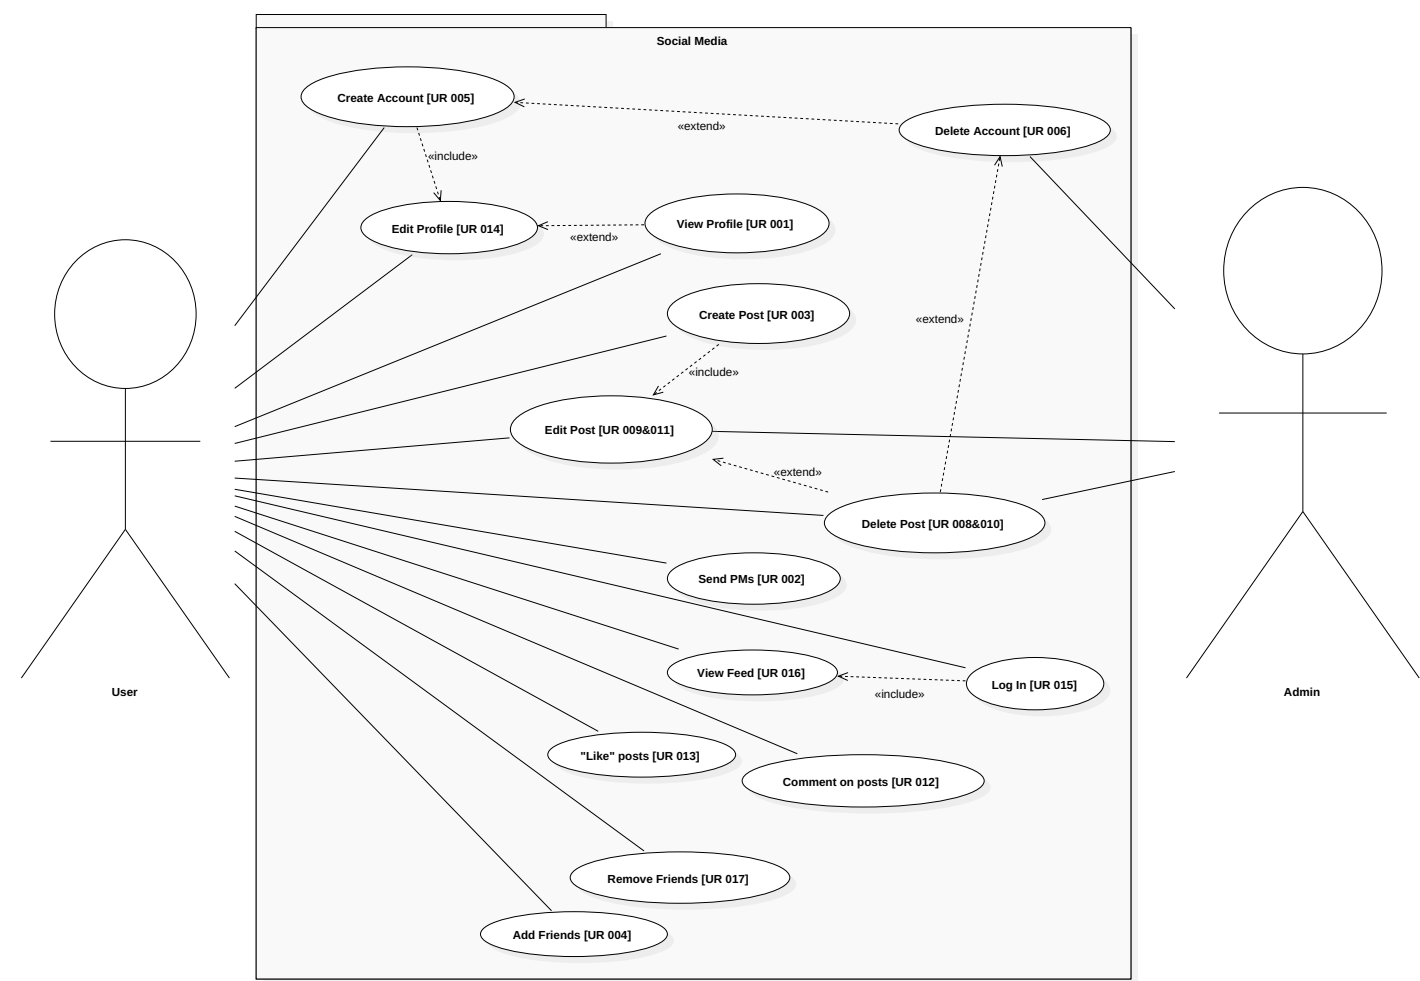 Social Media
Create Account [UR 005]
«extend»
Delete Account [UR 006]
«include»
Edit Profile [UR 014]
«extend»
View Profile [UR 001]
Create Post [UR 003]
«extend»
«include»
Edit Post [UR 009&011]
«extend»
Delete Post [UR 008&010]
Send PMs [UR 002]
View Feed [UR 016]
«include»
Log In [UR 015]
User
Admin
"Like" posts [UR 013]
Comment on posts [UR 012]
Remove Friends [UR 017]
Add Friends [UR 004]